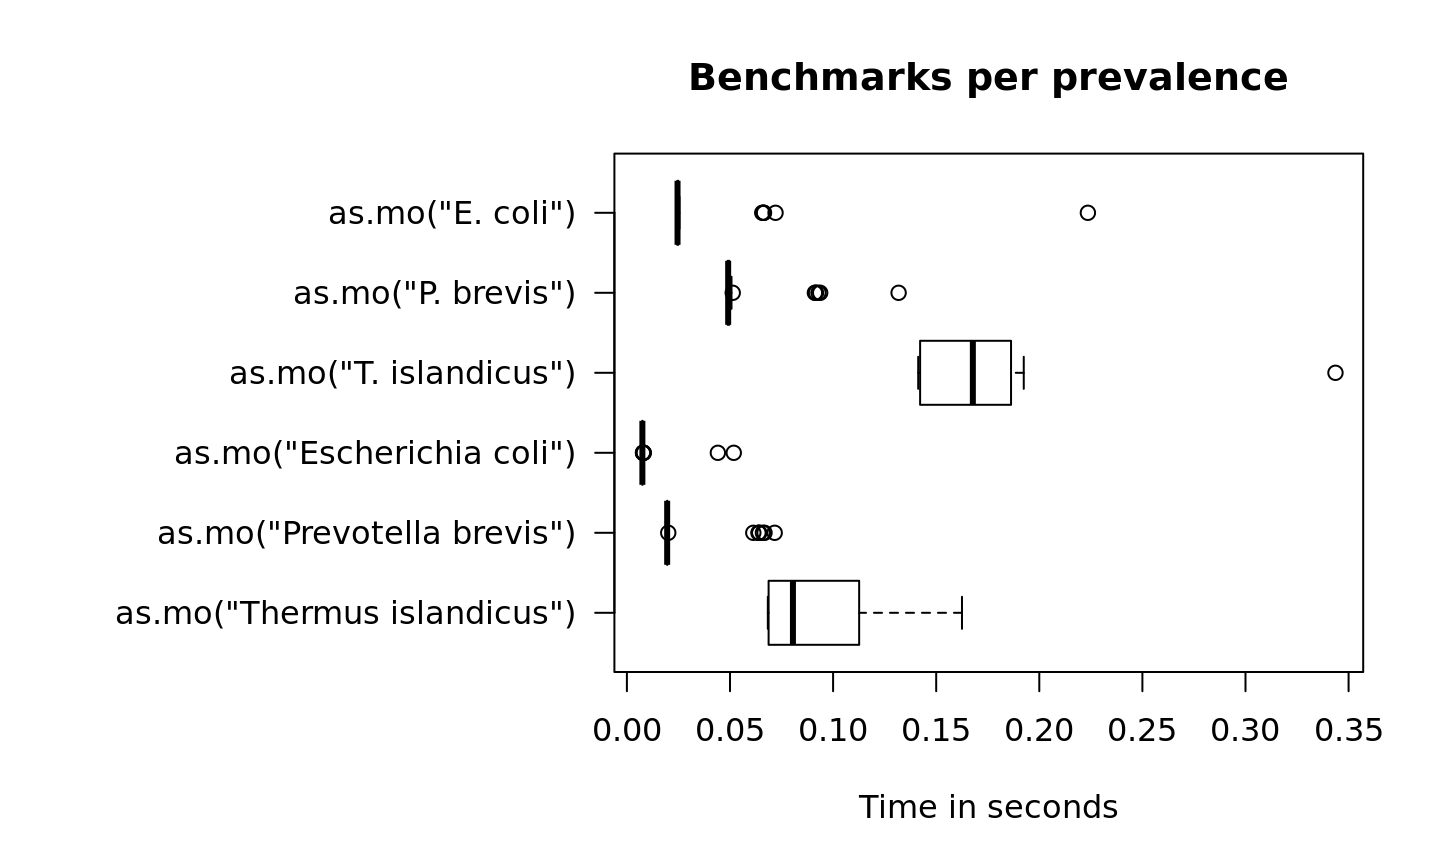 Benchmarks per prevalence
as.mo("E. coli")
as.mo("P. brevis")
as.mo("T. islandicus")
as.mo("Escherichia coli")
as.mo("Prevotella brevis")
as.mo("Thermus islandicus")
0.00 0.05 0.10 0.15 0.20 0.25 0.30 0.35
Time in seconds